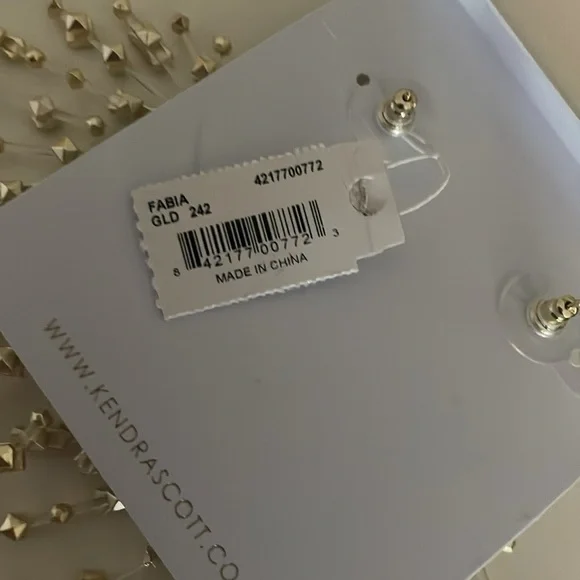 4217700772
FABIA
GLD 242
8 42177 00772 3
MADE IN CHINA
WWW.KENDRASCOTT.CO